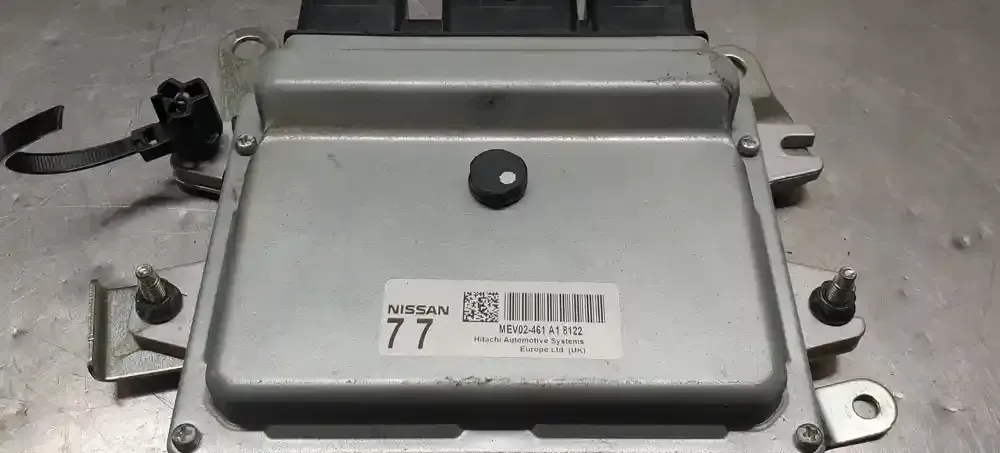 NISSAN
77
MEV02-461 A1 8122
Hitachi Automotive Systems
Europe Ltd (UK)